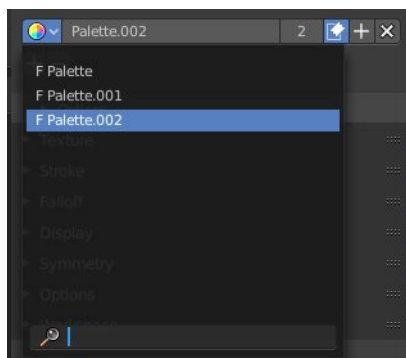 Palette.002 2
F Palette
F Palette.001
F Palette.002
Texture
Stroke
Falloff
Display
Symmetry
Options